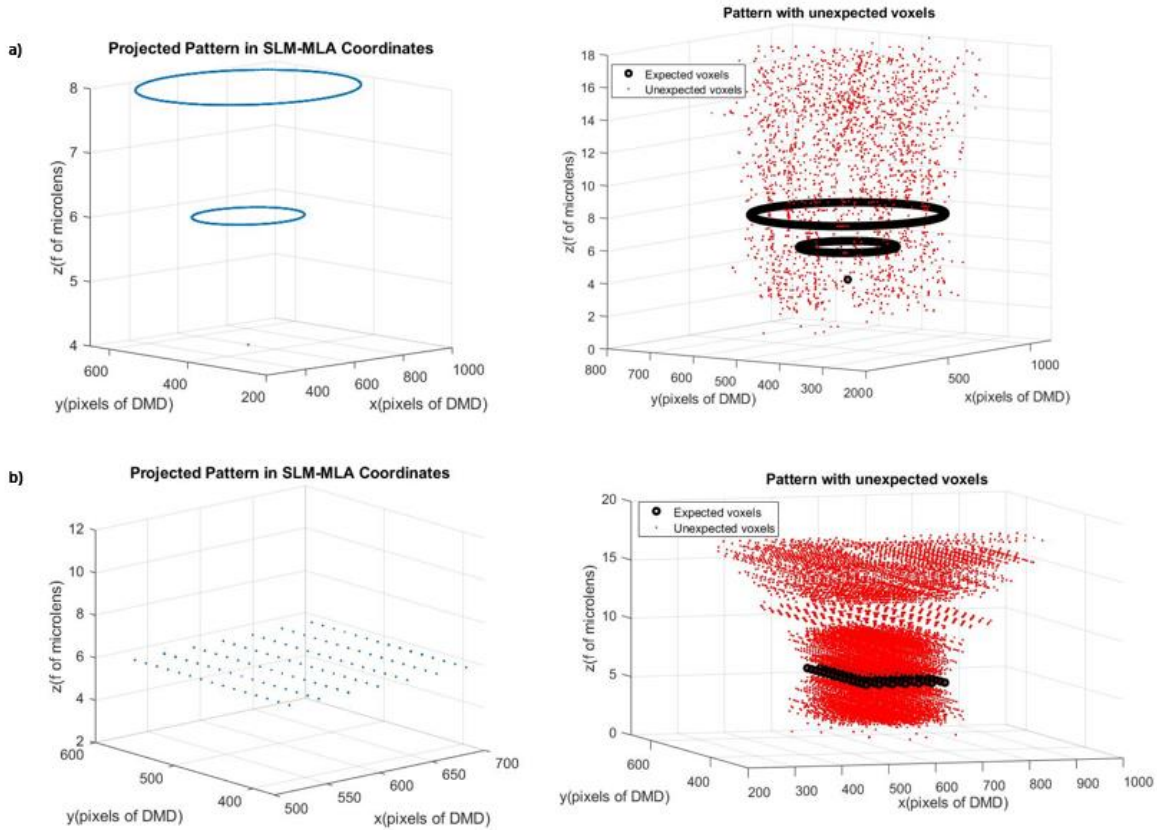 a)
Projected Pattern in SLM-MLA Coordinates
8
7
6
5
4
z(f of microlens)
600
400
200
y(pixels of DMD)
400
600
800
1000
x(pixels of DMD)
Pattern with unexpected voxels
Expected voxels
Unexpected voxels
18
16
14
12
10
8
6
4
2
0
z(f of microlens)
800
700
600
500
400
300
2000
y(pixels of DMD)
500
1000
x(pixels of DMD)
b)
Projected Pattern in SLM-MLA Coordinates
12
10
8
6
4
2
z(f of microlens)
600
500
400
y(pixels of DMD)
500
550
600
650
700
x(pixels of DMD)
Pattern with unexpected voxels
Expected voxels
Unexpected voxels
20
15
10
5
0
z(f of microlens)
600
400
y(pixels of DMD)
200
300
400
500
600
700
800
900
1000
x(pixels of DMD)